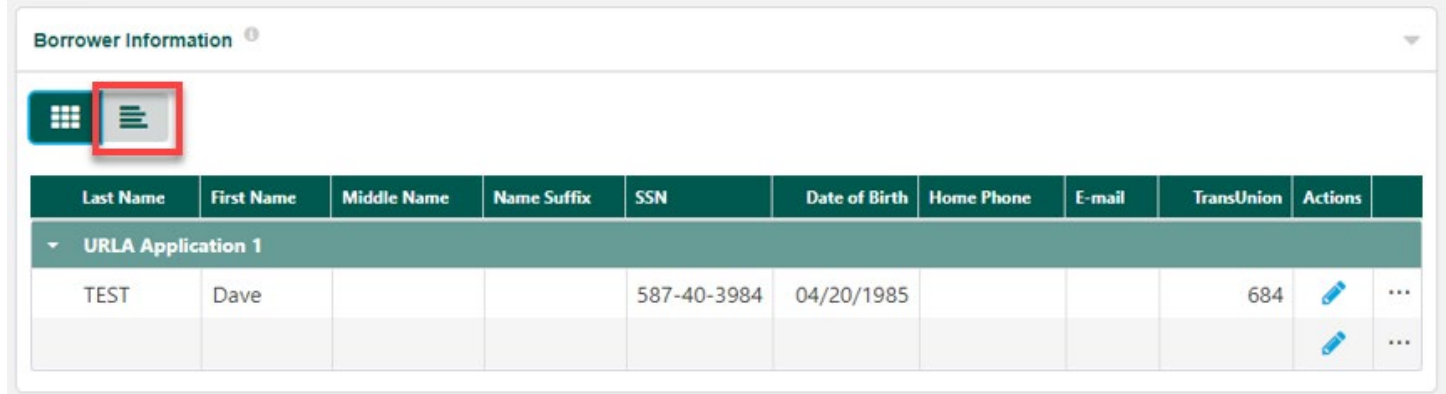 Borrower Information
Last Name First Name Middle Name Name Suffix SSN Date of Birth Home Phone E-mail TransUnion Actions
URLA Application 1
TEST Dave 587-40-3984 04/20/1985 684 ...
...